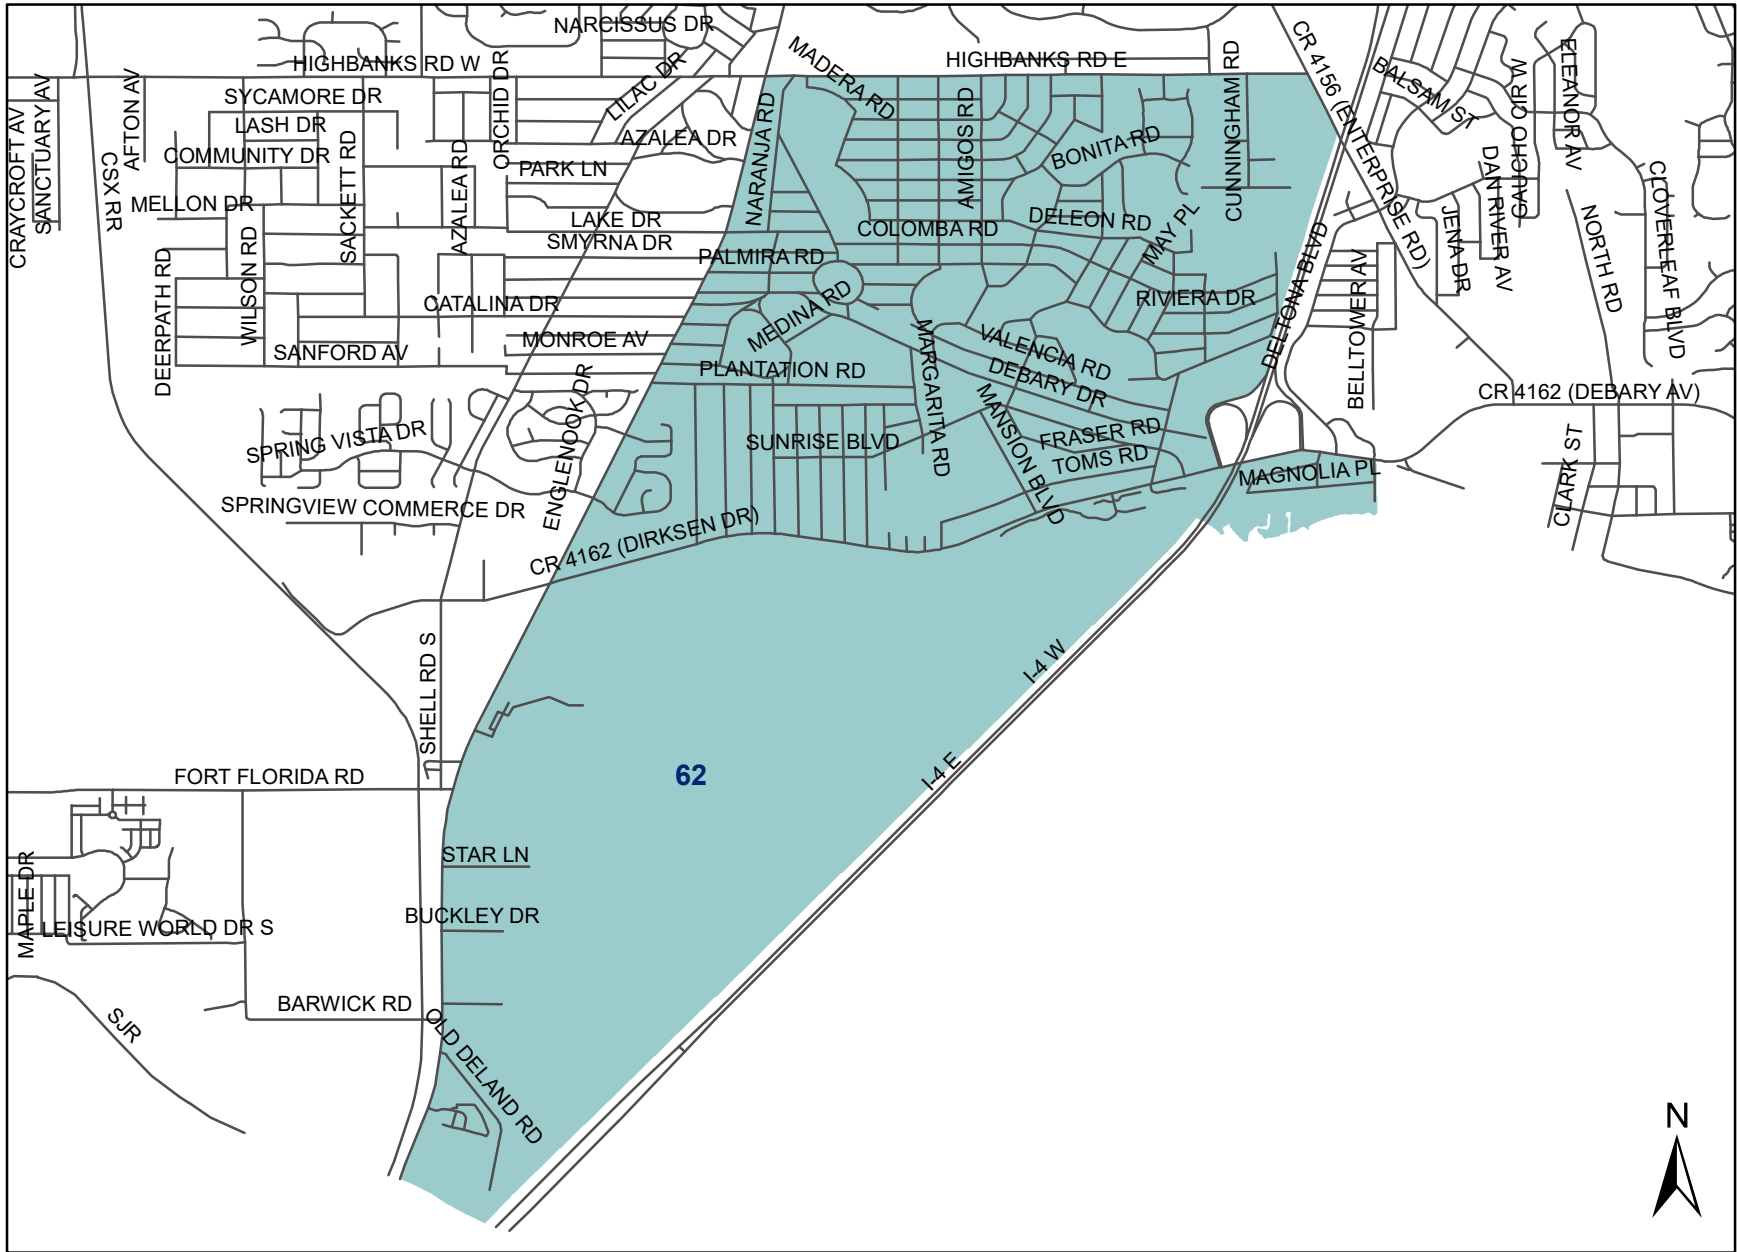 NARCISSUS DR
HIGHBANKS RD W
HIGHBANKS RD E
MADERA RD
CR 4156 (ENTERPRISE RD)
BALSAM ST
GAUCHO CIR W
ELEANOR AV
CRAYCROFT AV
SANCTUARY AV
AFTON AV
CSX RR
SYCAMORE DR
LASH DR
COMMUNITY DR
MELLON DR
SACKETT RD
ORCHID DR
LILAC DR
AZALEA DR
AZALEA RD
PARK LN
LAKE DR
SMYRNA DR
NARANJA RD
AMIGOS RD
BONITA RD
CUNNINGHAM RD
COLOMBA RD
DELEON RD
MAY PL
DAN RIVER AV
JENA DR
NORTH RD
CLOVERLEAF BLVD
DEERPATH RD
WILSON RD
CATALINA DR
PALMIRA RD
MEDINA RD
RIVIERA DR
DELTONA BLVD
BELLTOWER AV
SANFORD AV
MONROE AV
PLANTATION RD
MARGARITA RD
VALENCIA RD
DEBARY DR
MANSION BLVD
CR 4162 (DEBARY AV)
SPRING VISTA DR
ENGLENOOK DR
SUNRISE BLVD
FRASER RD
TOMS RD
MAGNOLIA PL
CLARK ST
SPRINGVIEW COMMERCE DR
CR 4162 (DIRKSEN DR)
SHELL RD S
I-4 W
I-4 E
FORT FLORIDA RD
62
STAR LN
MAPLE DR
BUCKLEY DR
LEISURE WORLD DR S
BARWICK RD
SJR
OLD DELAND RD
N